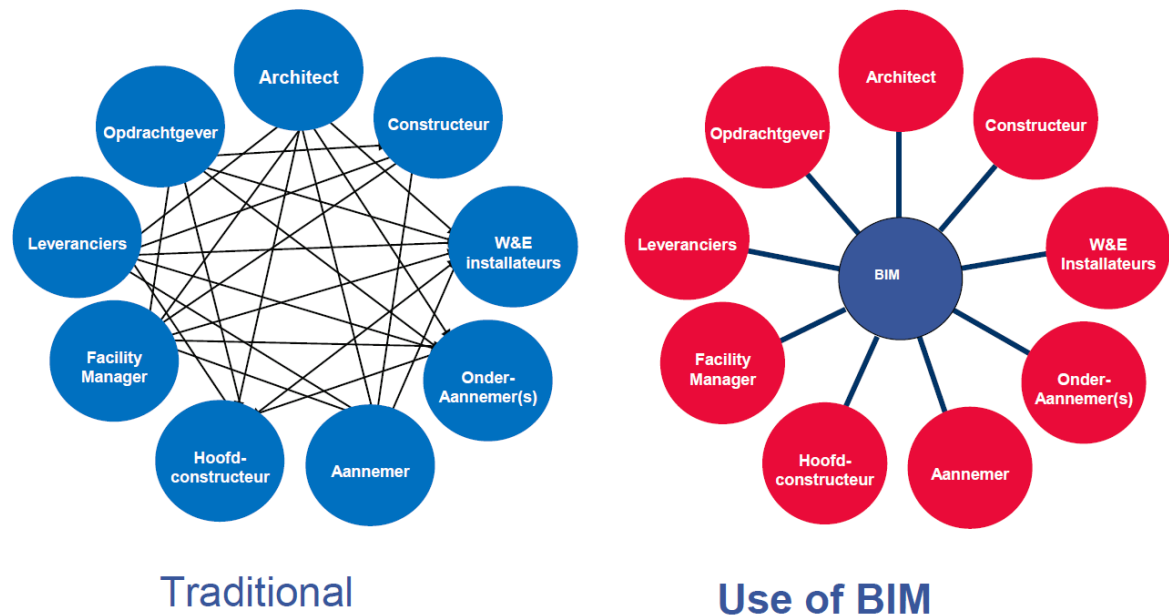 Architect
Opdrachtgever
Constructeur
Leveranciers
W&E
installateurs
Facility
Manager
Onder-
Aannemer(s)
Hoofd-
constructeur
Aannemer
Traditional
Architect
Opdrachtgever
Constructeur
Leveranciers
W&E
Installateurs
BIM
Facility
Manager
Onder-
Aannemer(s)
Hoofd-
constructeur
Aannemer
Use of BIM